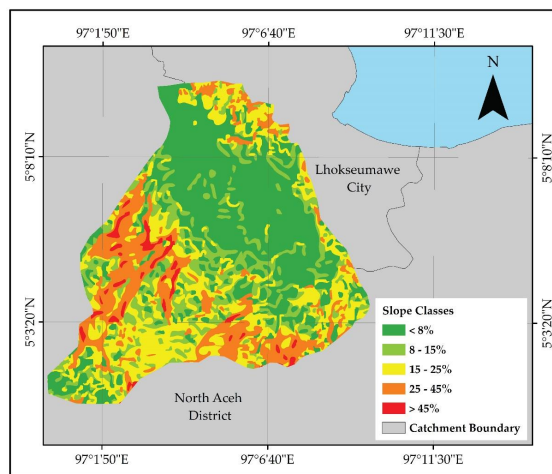 97°1'50"E 97°6'40"E 97°11'30"E
N
5°8'10"N
5°8'10"N
Lhokseumawe
City
5°3'20"N
5°3'20"N
Slope Classes
< 8%
8 - 15%
15 - 25%
25 - 45%
> 45%
Catchment Boundary
North Aceh
District
97°1'50"E 97°6'40"E 97°11'30"E